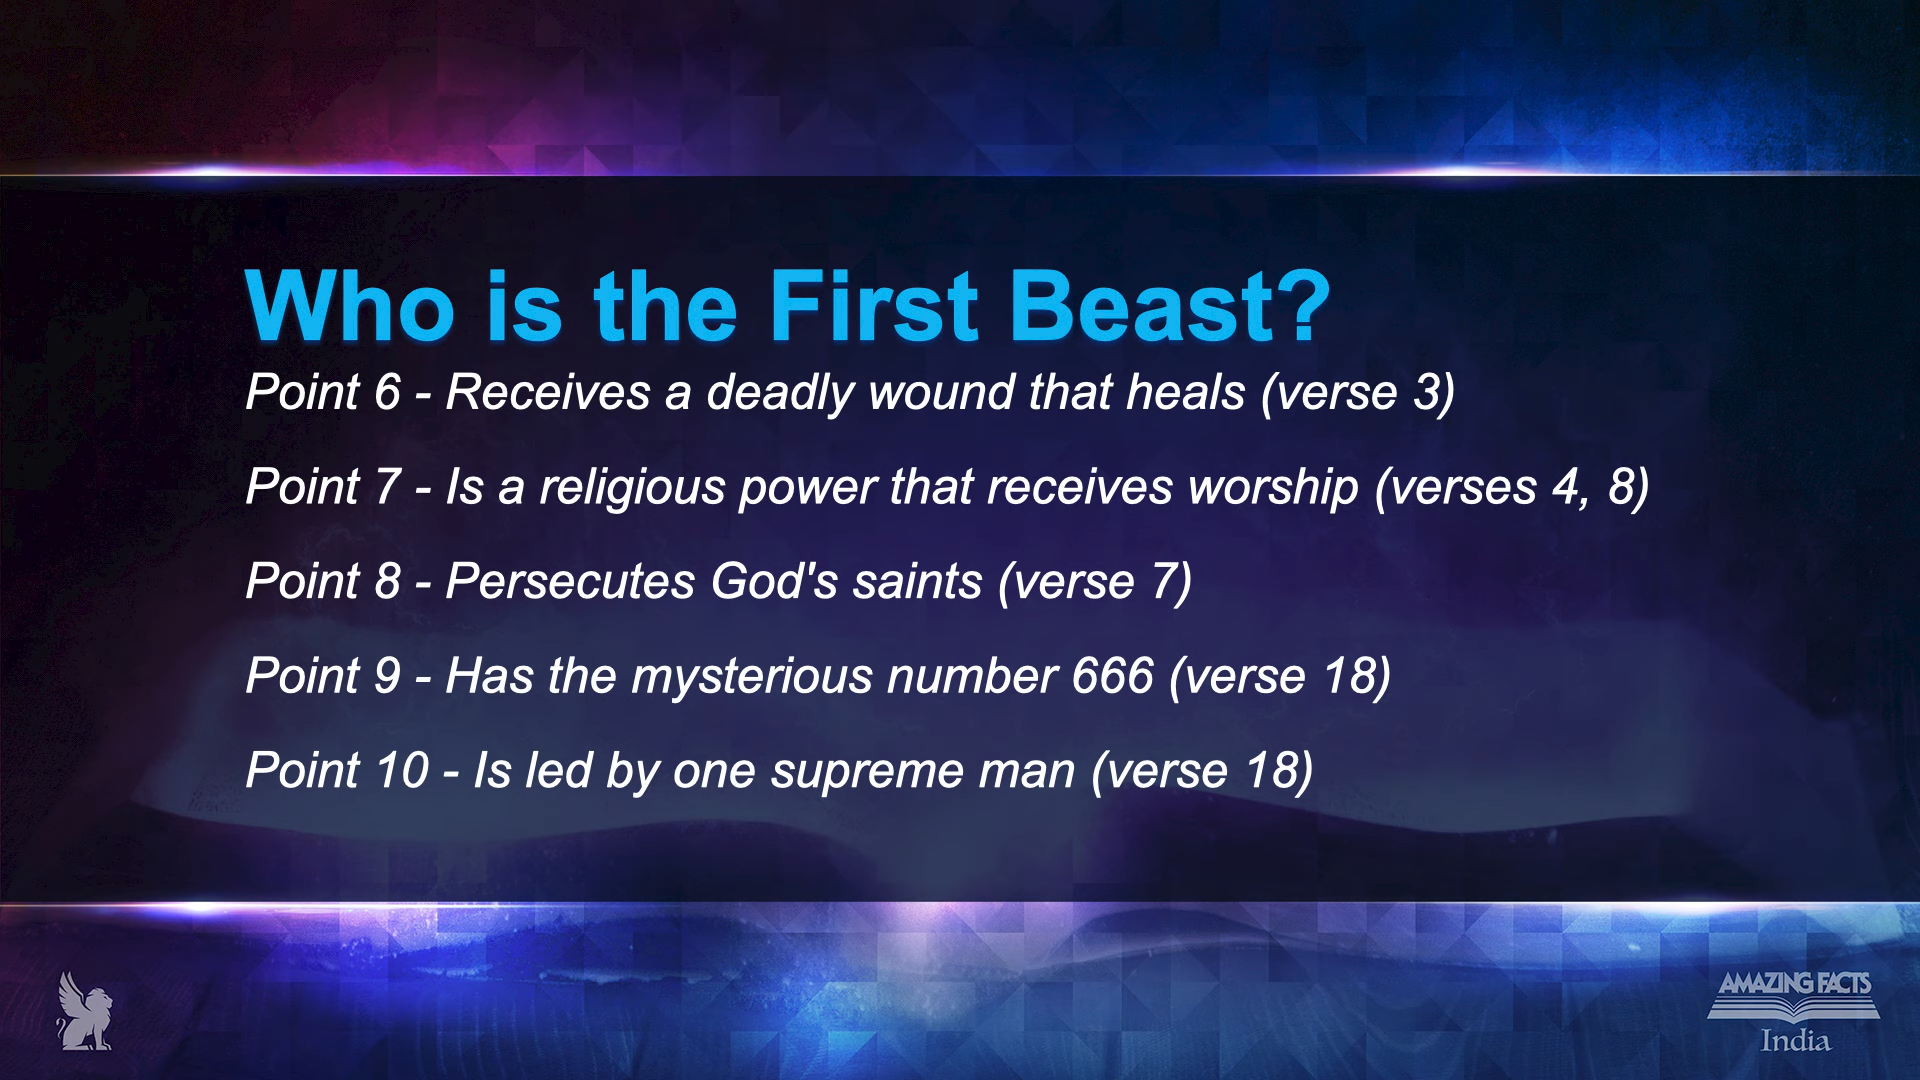 Who is the First Beast?
Point 6 - Receives a deadly wound that heals (verse 3)
Point 7 - Is a religious power that receives worship (verses 4, 8)
Point 8 - Persecutes God's saints (verse 7)
Point 9 - Has the mysterious number 666 (verse 18)
Point 10 - Is led by one supreme man (verse 18)
AMAZING FACTS
India